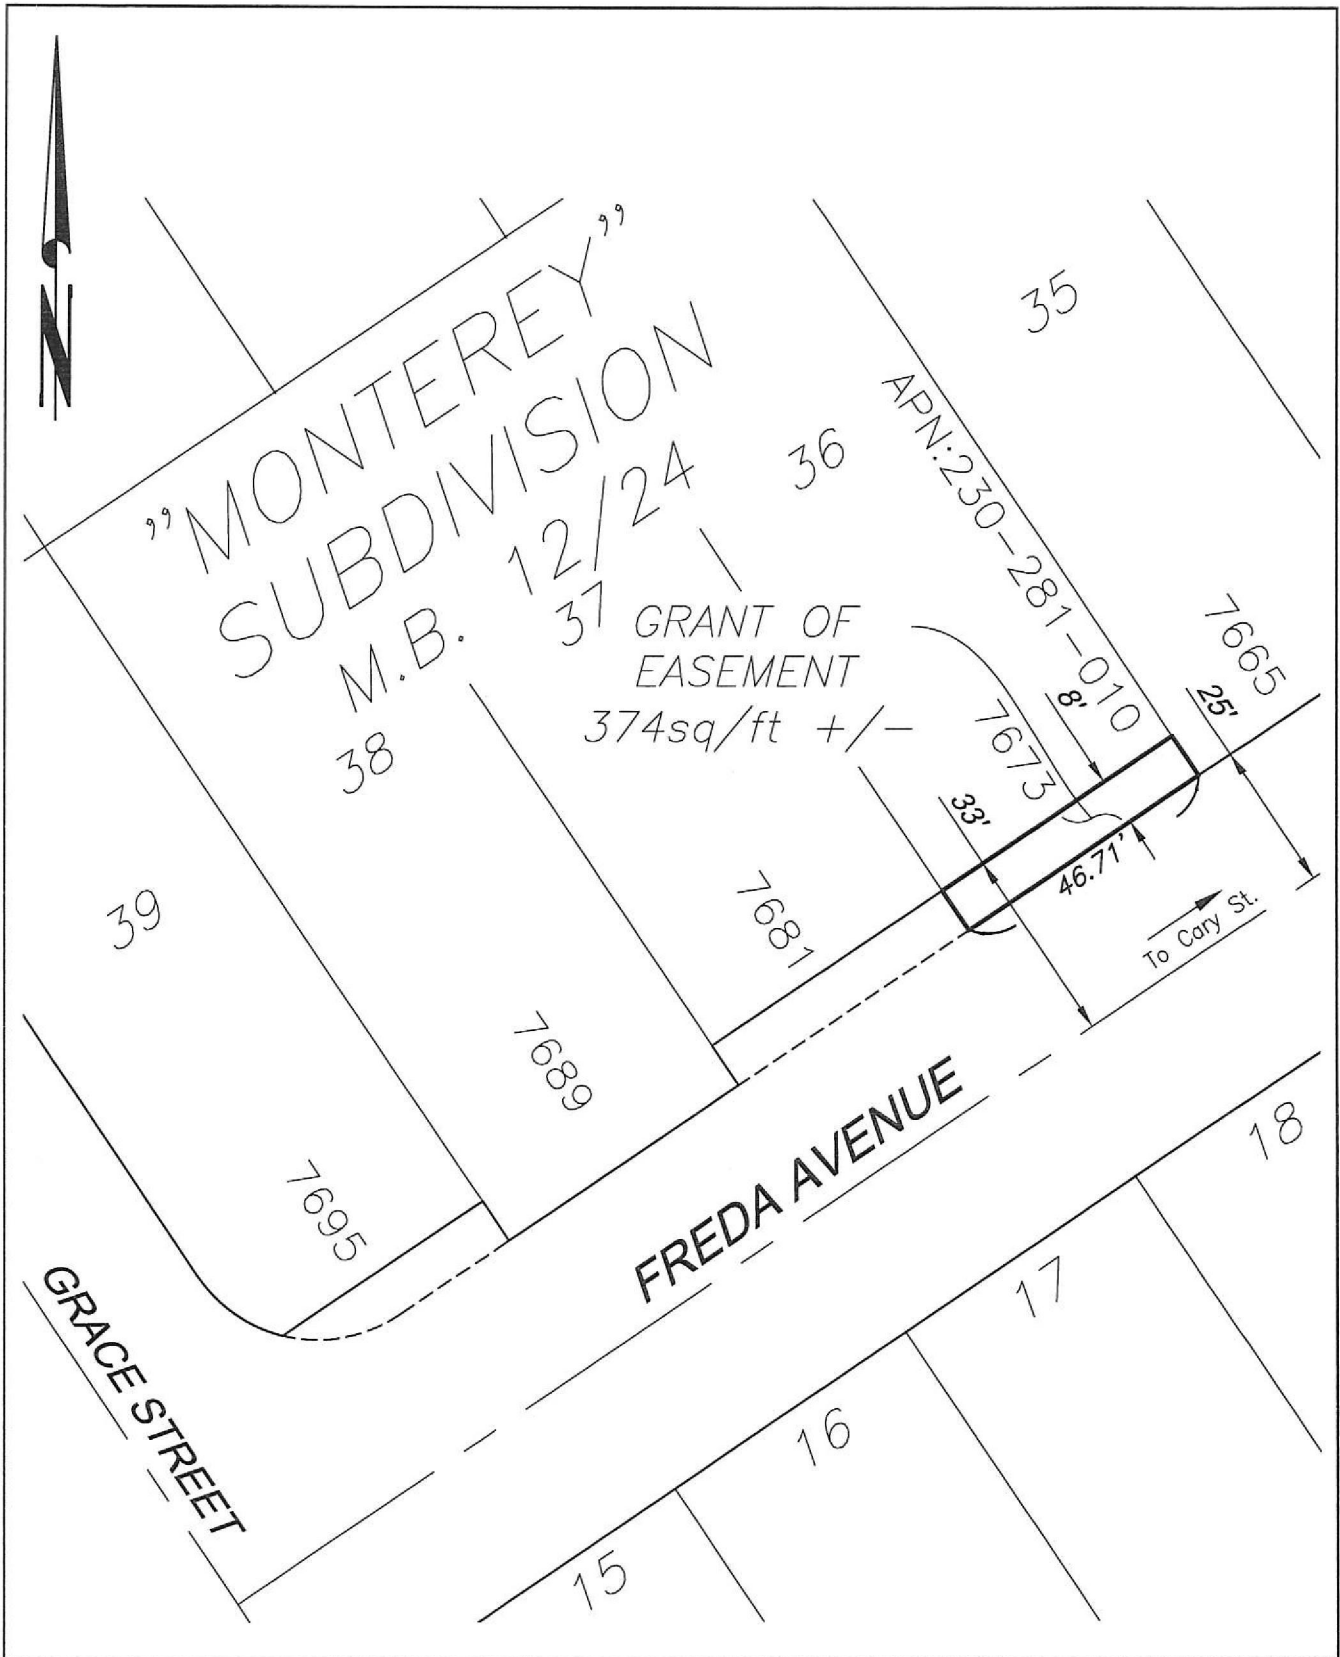 N
"MONTEREY"
SUBDIVISION
M.B. 12/24
35
36
37
38
39
APN:230-281-010
GRANT OF
EASEMENT
374sq/ft +/-
7665
25'
8'
7673
33'
46.71'
To Cary St.
7681
7689
7695
FREDA AVENUE
GRACE STREET
18
17
16
15